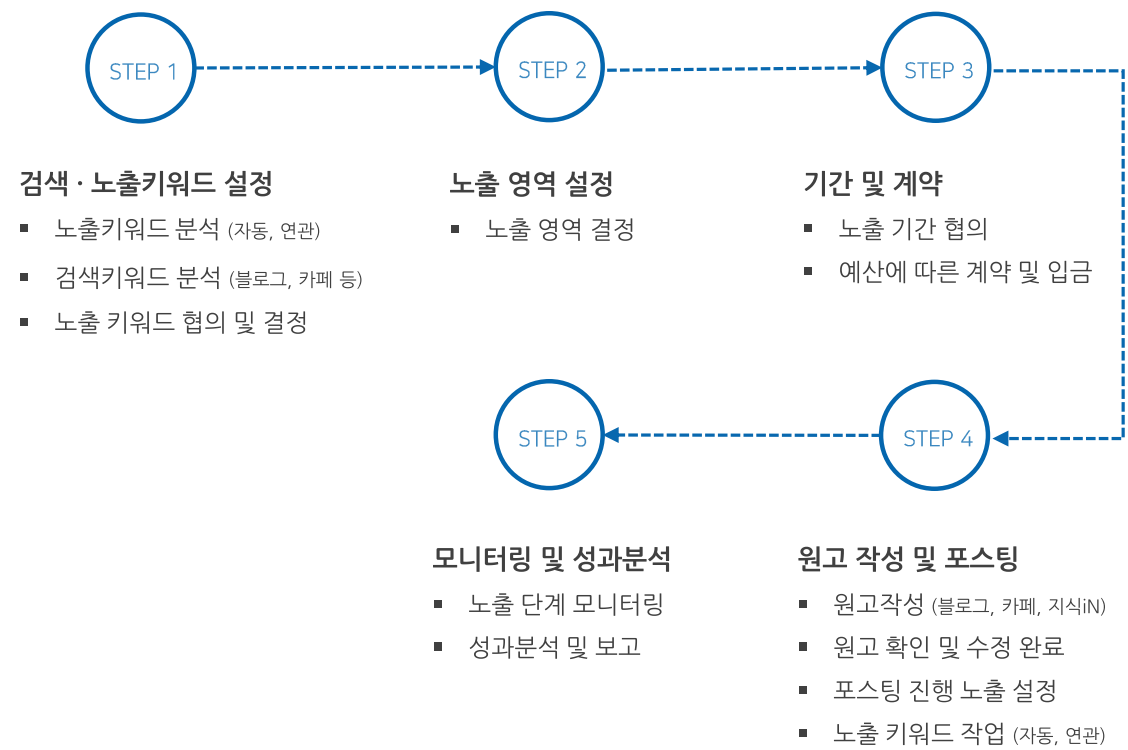 STEP 1
STEP 2
STEP 3
검색 · 노출키워드 설정
▪ 노출키워드 분석 (자동, 연관)
▪ 검색키워드 분석 (블로그, 카페 등)
▪ 노출 키워드 협의 및 결정
노출 영역 설정
▪ 노출 영역 결정
기간 및 계약
▪ 노출 기간 협의
▪ 예산에 따른 계약 및 입금
STEP 4
STEP 5
원고 작성 및 포스팅
▪ 원고작성 (블로그, 카페, 지식iN)
▪ 원고 확인 및 수정 완료
▪ 포스팅 진행 노출 설정
▪ 노출 키워드 작업 (자동, 연관)
모니터링 및 성과분석
▪ 노출 단계 모니터링
▪ 성과분석 및 보고